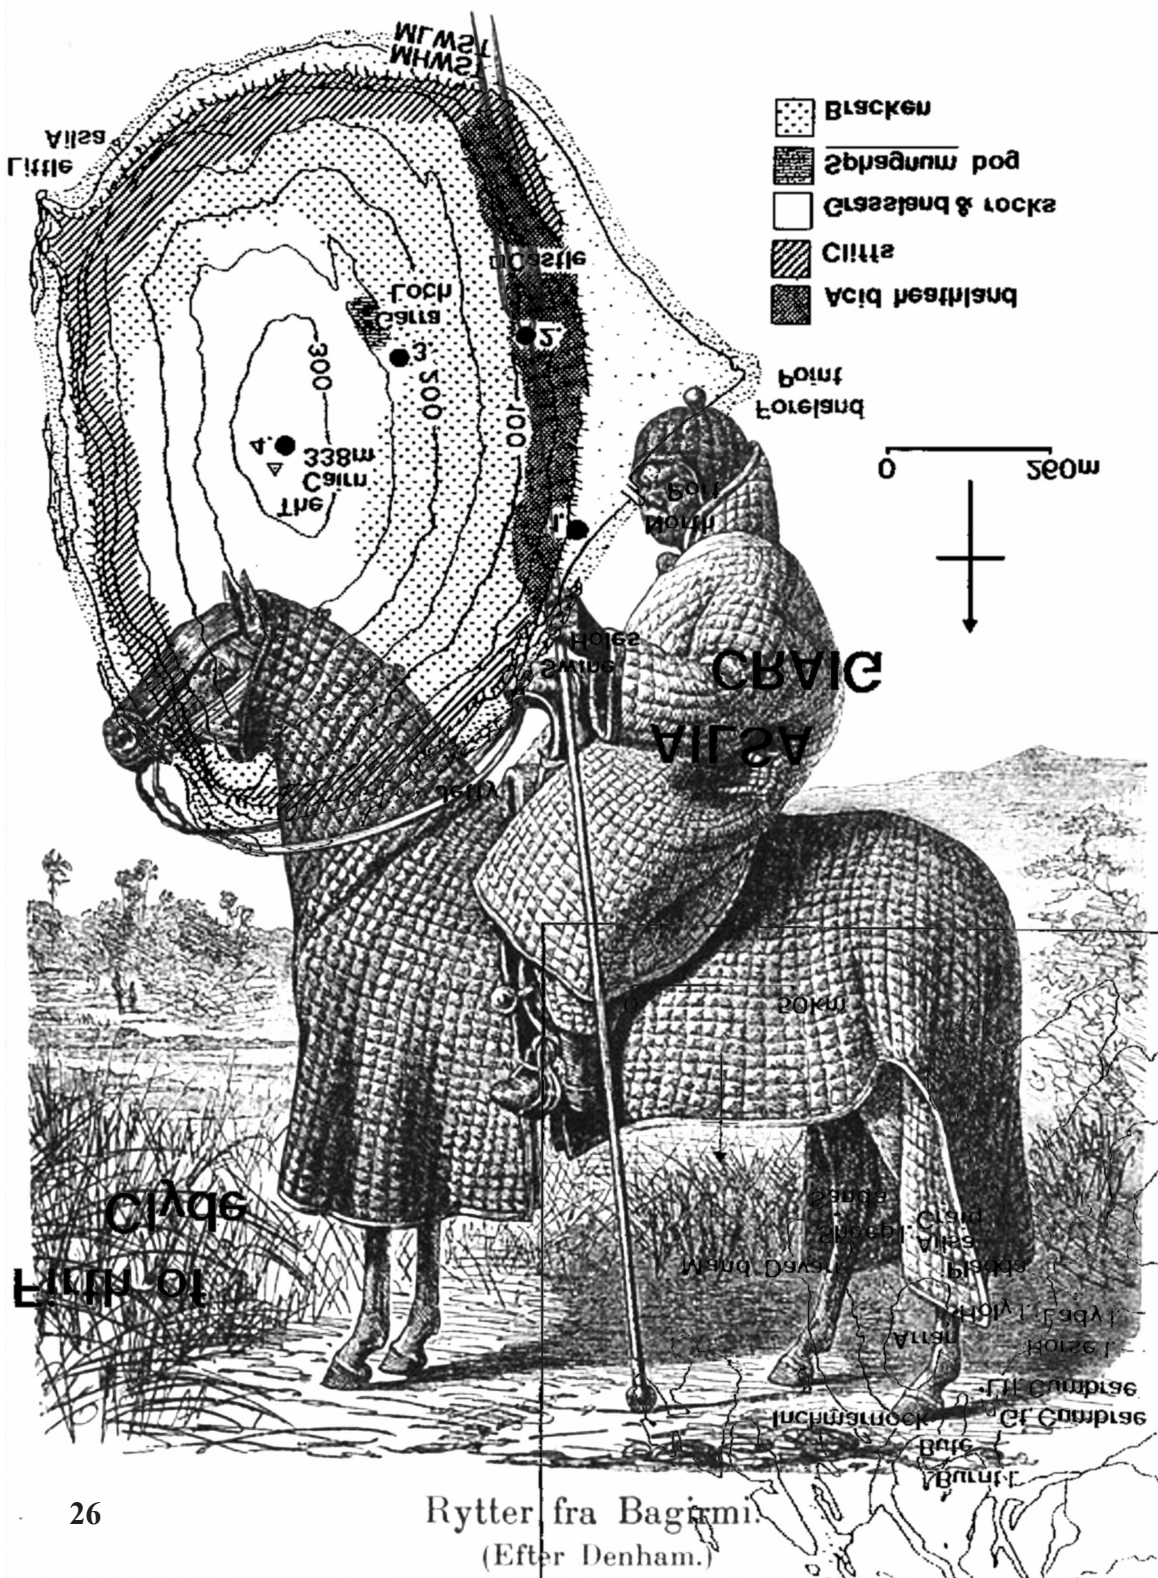 MLWST
MHWST
Ailsa
Little
Bracken
Sphagnum bog
Grassland & rocks
Cliffs
Acid heathland
Castle
Loch
Garra
2.
3.
300
200
100
Point
Foreland
4.
338m
Cairn
The
0 260m
Port
North
1.
Holes
Swine
CRAIG
AILSA
Jetty
0 50km
Clyde
Firth of
Sanda
Sheep I.
Craig
Ailsa
Mand Davarr
Pladda
Holy I.
Lady I.
Arran
Horse I.
Lit. Cumbrae
Inchmarnock
Gt. Cumbrae
Bute
Burnt I.
26
Rytter fra Bagirmi.
(Efter Denham.)